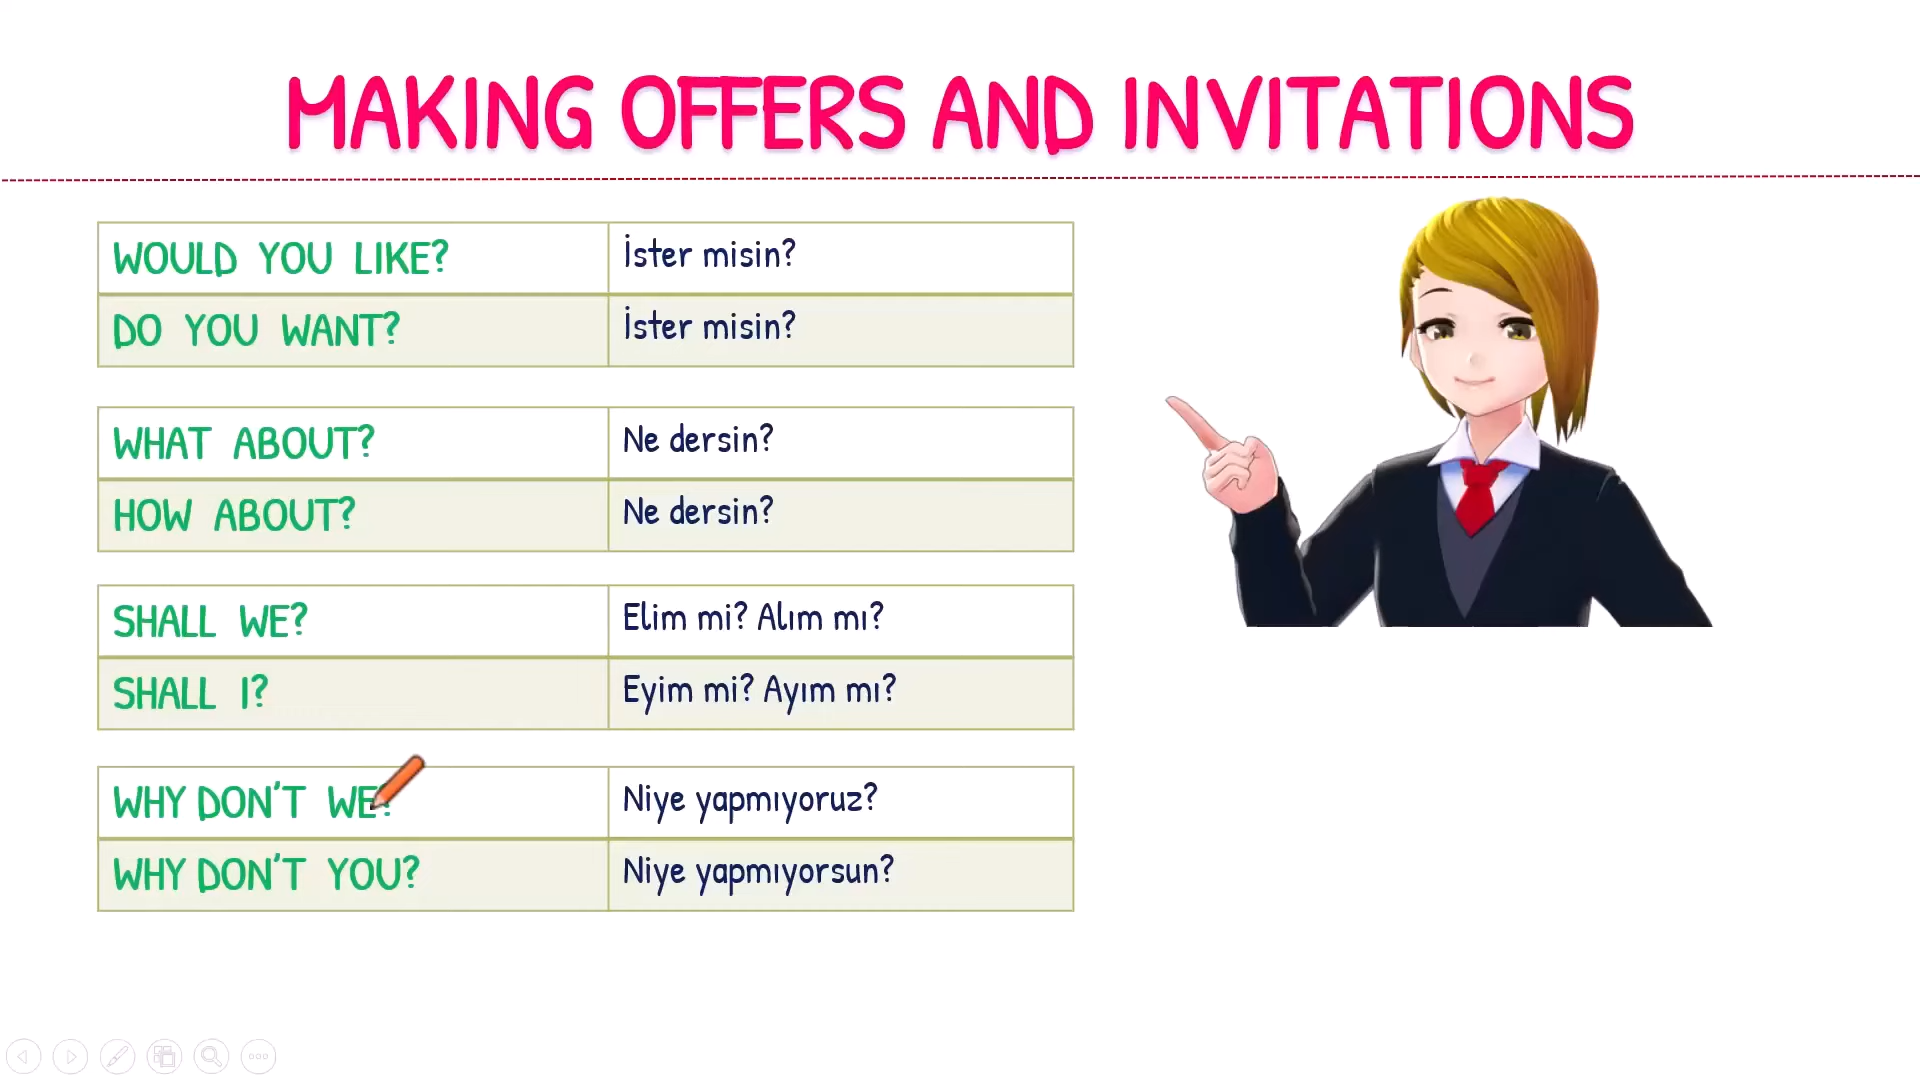 MAKING OFFERS AND INVITATIONS
WOULD YOU LIKE? İster misin?
DO YOU WANT? İster misin?
WHAT ABOUT? Ne dersin?
HOW ABOUT? Ne dersin?
SHALL WE? Elim mi? Alım mı?
SHALL I? Eyim mi? Ayım mı?
WHY DON'T WE? Niye yapmıyoruz?
WHY DON'T YOU? Niye yapmıyorsun?